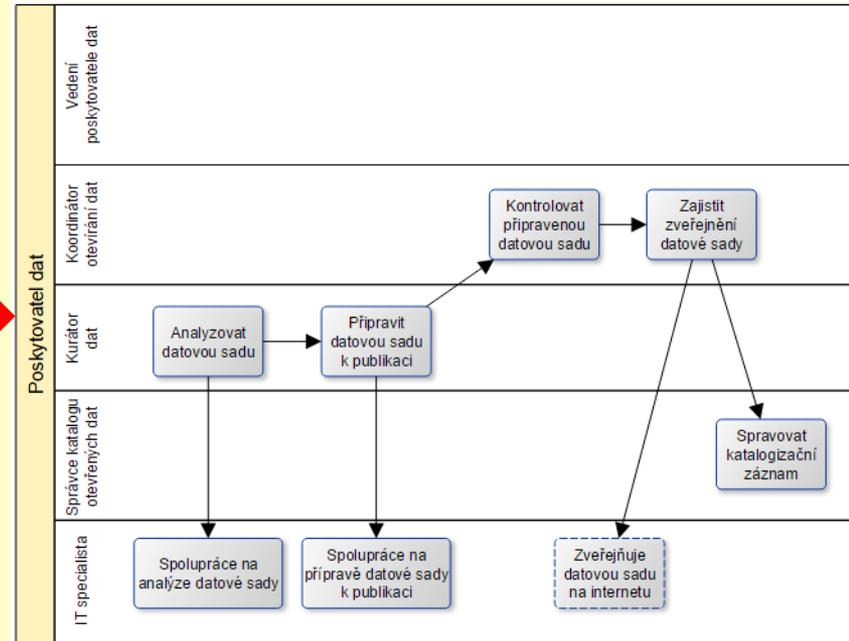 Poskytovatel dat
Vedení
poskytovatele dat
Koordinátor
otevírání dat
Kontrolovat
připravenou
datovou sadu
Zajistit
zveřejnění
datové sady
Kurátor
dat
Analyzovat
datovou sadu
Připravit
datovou sadu
k publikaci
Správce katalogu
otevřených dat
Spravovat
katalogizační
záznam
IT specialista
Spolupráce na
analýze datové sady
Spolupráce na
přípravě datové sady
k publikaci
Zveřejňuje
datovou sadu
na internetu